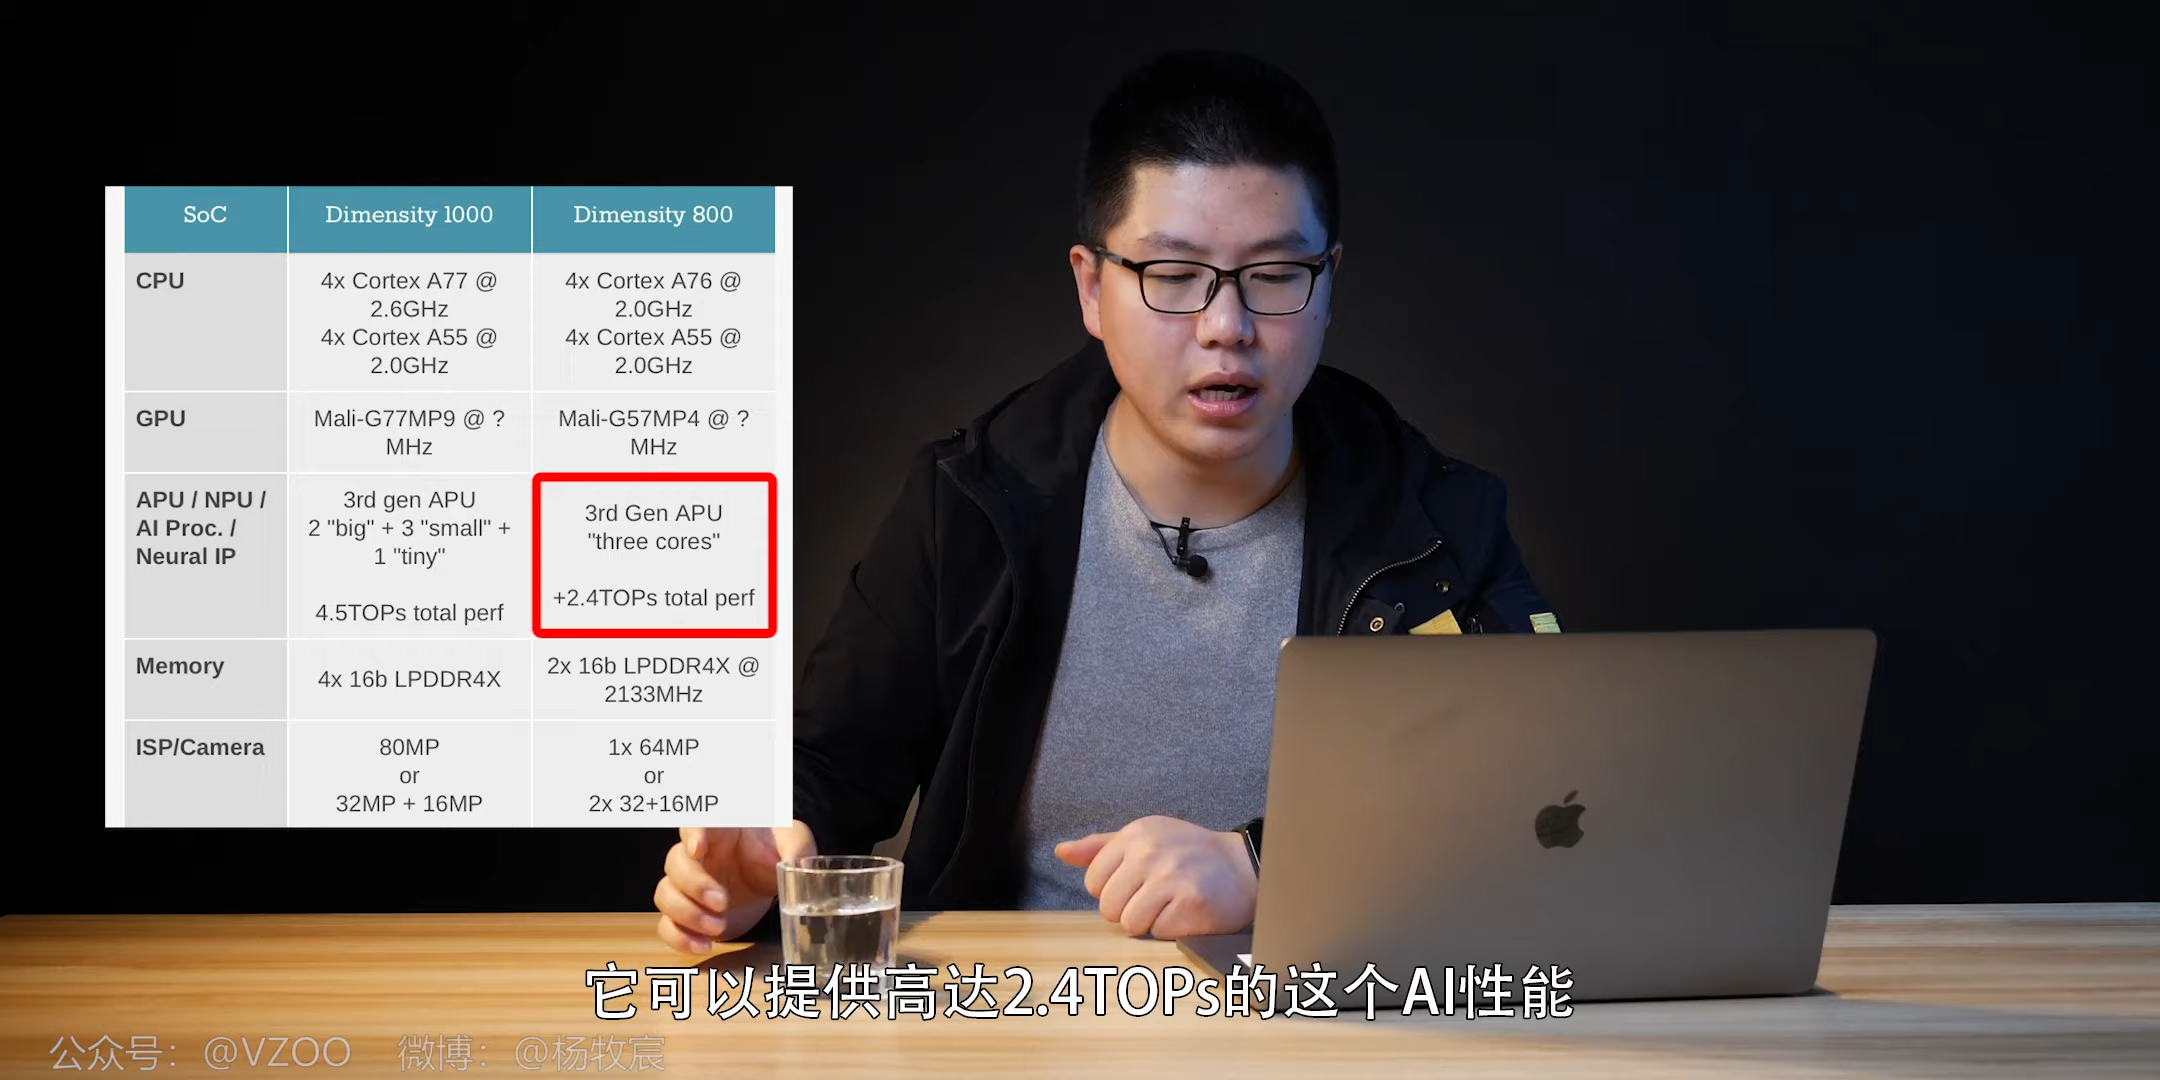 SoC
Dimensity 1000
Dimensity 800
CPU
4x Cortex A77 @
2.6GHz
4x Cortex A55 @
2.0GHz
4x Cortex A76 @
2.0GHz
4x Cortex A55 @
2.0GHz
GPU
Mali-G77MP9 @ ?
MHz
Mali-G57MP4 @ ?
MHz
APU / NPU /
AI Proc. /
Neural IP
3rd gen APU
2 "big" + 3 "small" +
1 "tiny"
4.5TOPs total perf
3rd Gen APU
"three cores"
+2.4TOPs total perf
Memory
4x 16b LPDDR4X
2x 16b LPDDR4X @
2133MHz
ISP/Camera
80MP
or
32MP + 16MP
1x 64MP
or
2x 32+16MP
它可以提供高达2.4TOPs的这个AI性能
公众号：@VZOO 微博：@杨牧宸